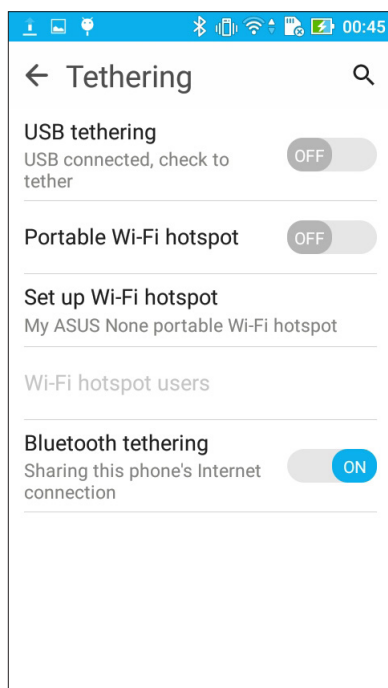 00:45
Tethering
USB tethering
USB connected, check to
tether
OFF
Portable Wi-Fi hotspot
OFF
Set up Wi-Fi hotspot
My ASUS None portable Wi-Fi hotspot
Wi-Fi hotspot users
Bluetooth tethering
Sharing this phone's Internet
connection
ON